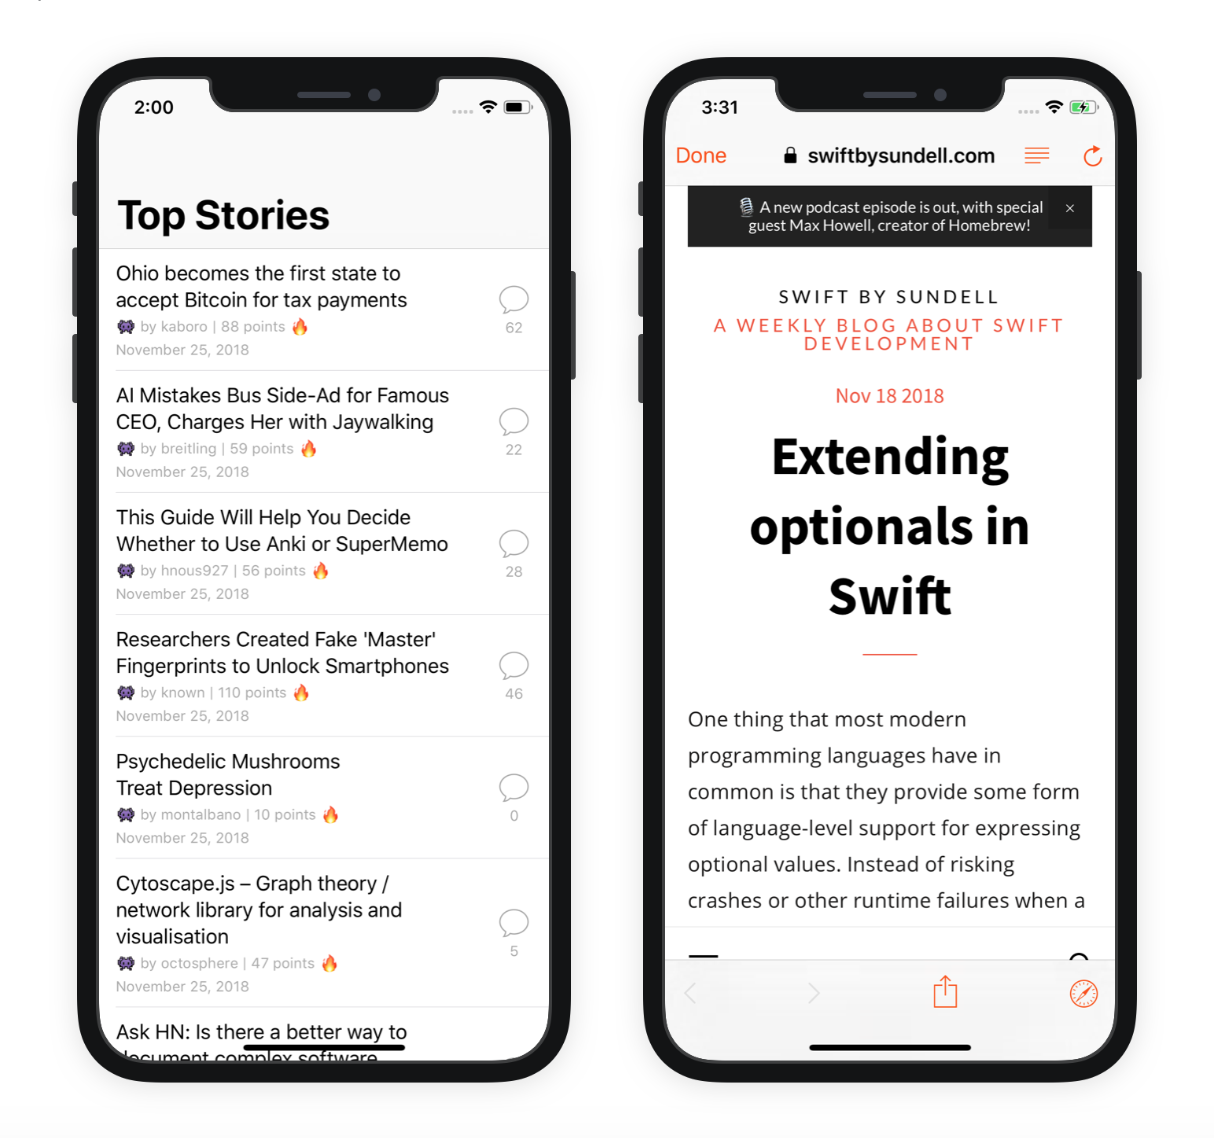 2:00
Top Stories
Ohio becomes the first state to
accept Bitcoin for tax payments
by kaboro | 88 points
62
November 25, 2018
AI Mistakes Bus Side-Ad for Famous
CEO, Charges Her with Jaywalking
by breitling | 59 points
22
November 25, 2018
This Guide Will Help You Decide
Whether to Use Anki or SuperMemo
by hnous927 | 56 points
28
November 25, 2018
Researchers Created Fake 'Master'
Fingerprints to Unlock Smartphones
by known | 110 points
46
November 25, 2018
Psychedelic Mushrooms
Treat Depression
by montalbano | 10 points
0
November 25, 2018
Cytoscape.js – Graph theory /
network library for analysis and
visualisation
5
by octosphere | 47 points
November 25, 2018
Ask HN: Is there a better way to
document complex software
3:31
Done
swiftbysundell.com
A new podcast episode is out, with special
guest Max Howell, creator of Homebrew!
×
SWIFT BY SUNDELL
A WEEKLY BLOG ABOUT SWIFT
DEVELOPMENT
Nov 18 2018
Extending
optionals in
Swift
One thing that most modern
programming languages have in
common is that they provide some form
of language-level support for expressing
optional values. Instead of risking
crashes or other runtime failures when a